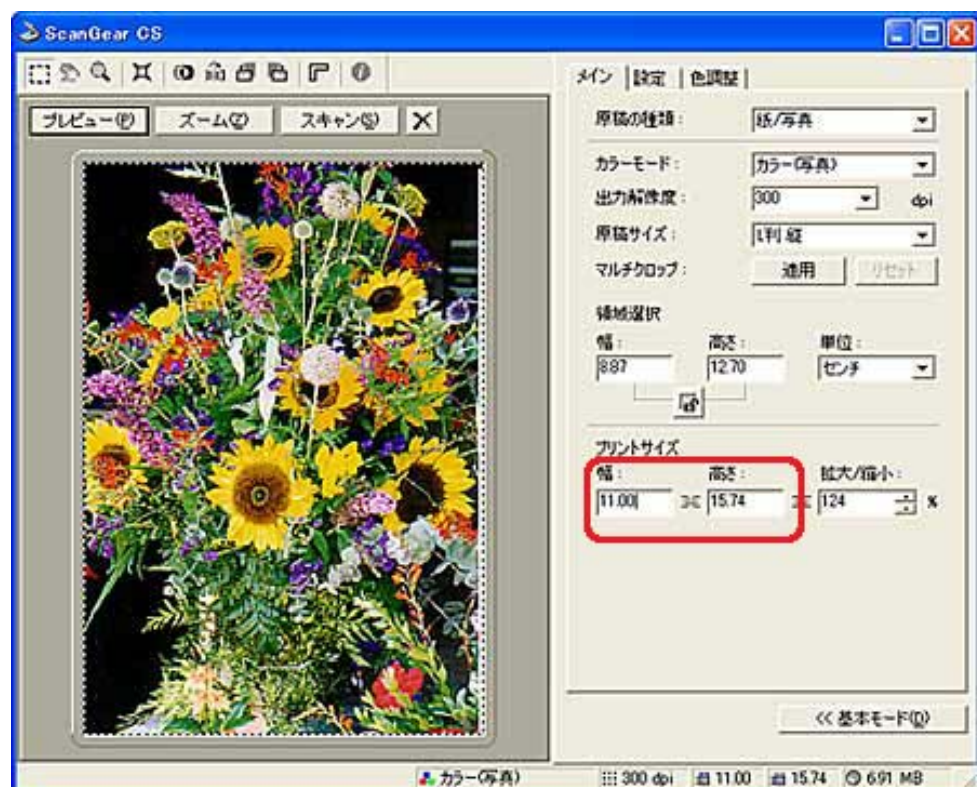 ScanGear CS
プレビュー(P) ズーム(Z) スキャン(S)
メイン 設定 色調整
原稿の種類: 紙/写真
カラーモード: カラー(写真)
出力解像度: 300 dpi
原稿サイズ: L判 縦
マルチクロップ: 適用 リセット
領域選択
幅: 高さ: 単位:
8.87 12.70 センチ
プリントサイズ
幅: 高さ: 拡大/縮小:
11.00 15.74 124 %
<< 基本モード(D)
カラー(写真) 300 dpi 11.00 15.74 6.91 MB